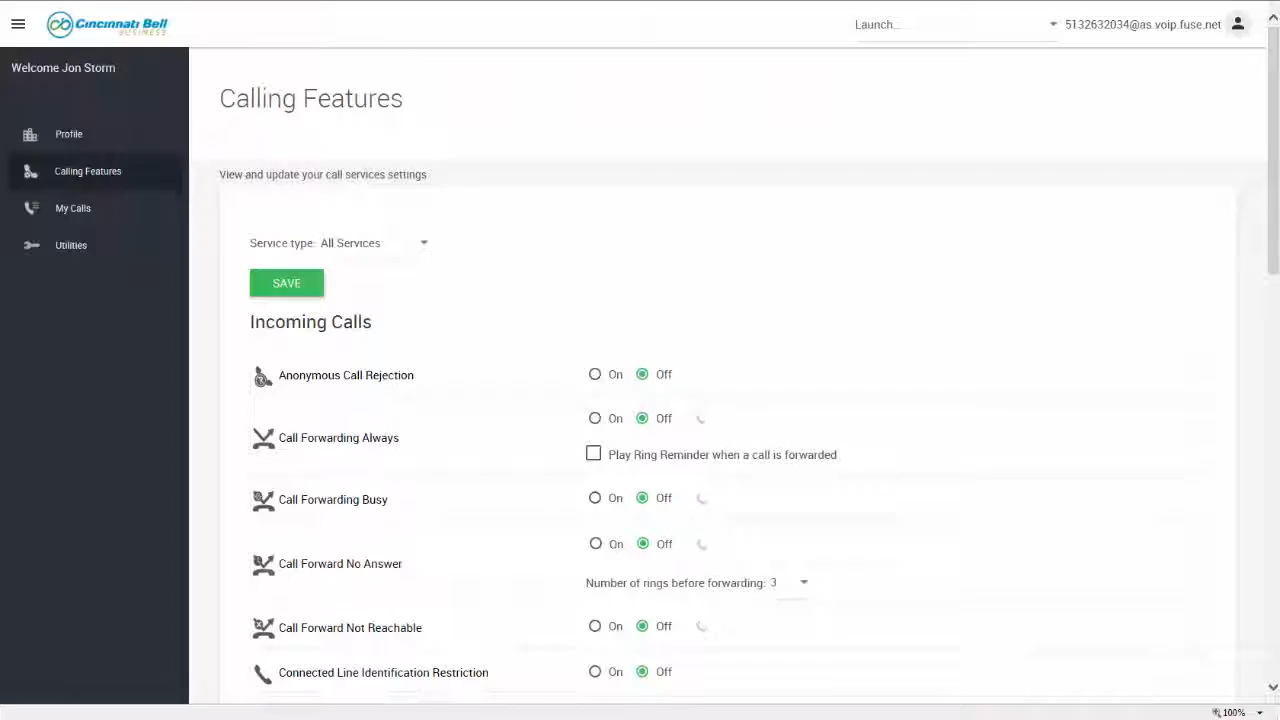 Cincinnati Bell
BUSINESS
Launch...
5132632034@as.voip.fuse.net
Welcome Jon Storm
Profile
Calling Features
My Calls
Utilities
Calling Features
View and update your call services settings
Service type: All Services
SAVE
Incoming Calls
Anonymous Call Rejection
On Off
Call Forwarding Always
On Off
Play Ring Reminder when a call is forwarded
Call Forwarding Busy
On Off
Call Forward No Answer
On Off
Number of rings before forwarding: 3
Call Forward Not Reachable
On Off
Connected Line Identification Restriction
On Off
100%